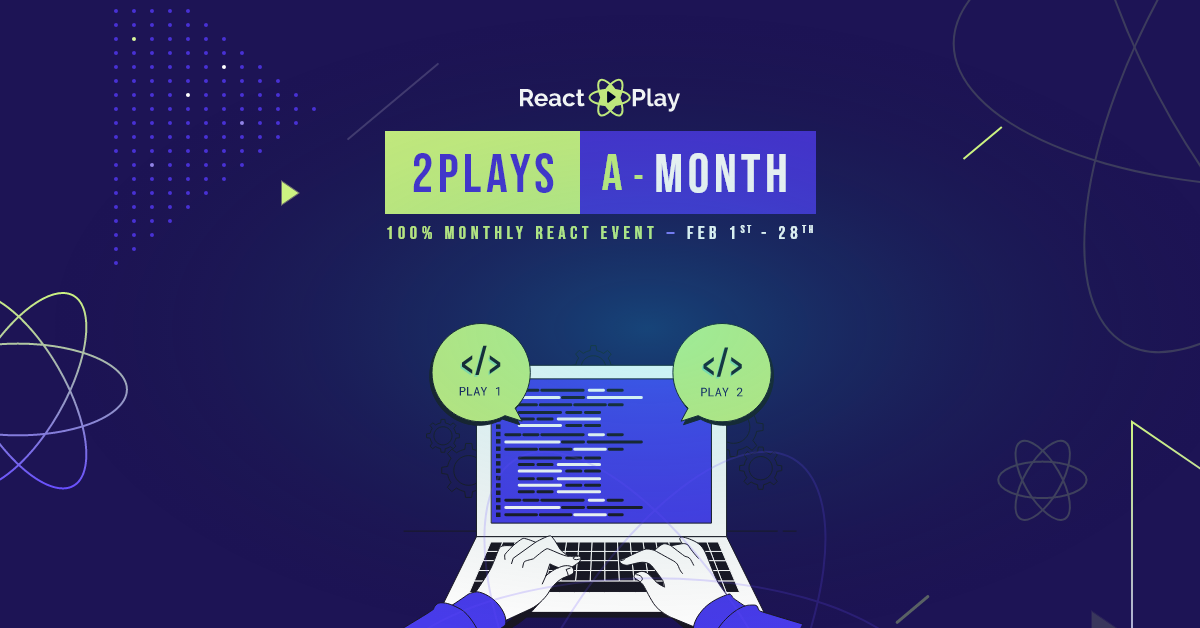 React Play
2PLAYS A - MONTH
100% MONTHLY REACT EVENT – FEB 1ST - 28TH
</> </>
PLAY 1 PLAY 2